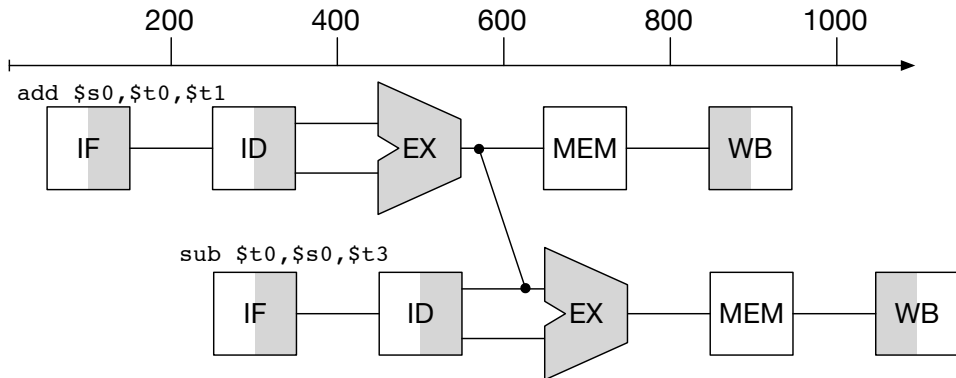 200 400 600 800 1000
add $s0,$t0,$t1
IF ID EX MEM WB
sub $t0,$s0,$t3
IF ID EX MEM WB